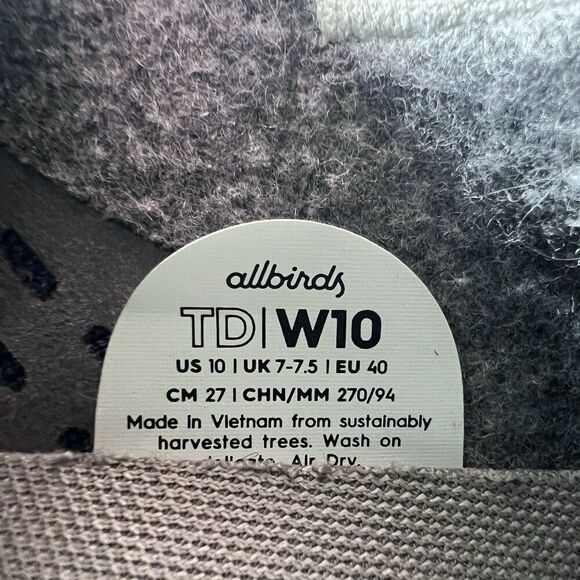 allbirds
TD|W10
US 10 | UK 7-7.5 | EU 40
CM 27 | CHN/MM 270/94
Made in Vietnam from sustainably
harvested trees. Wash on
Air Dry.